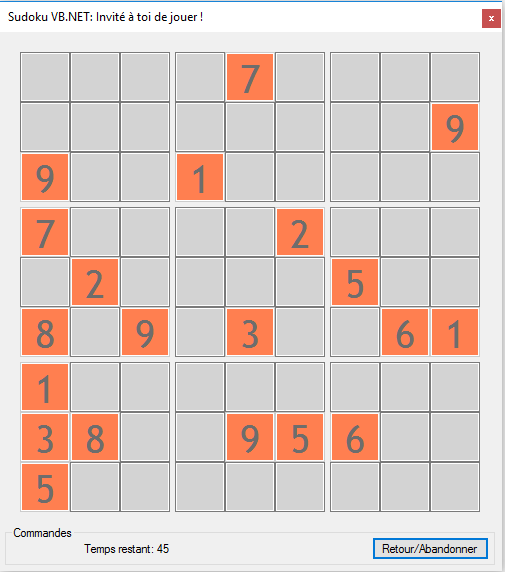 Sudoku VB.NET: Invité à toi de jouer !
x
7
9
9 1
7 2
2 5
8 9 3 6 1
1
3 8 9 5 6
5
Commandes
Temps restant: 45 Retour/Abandonner